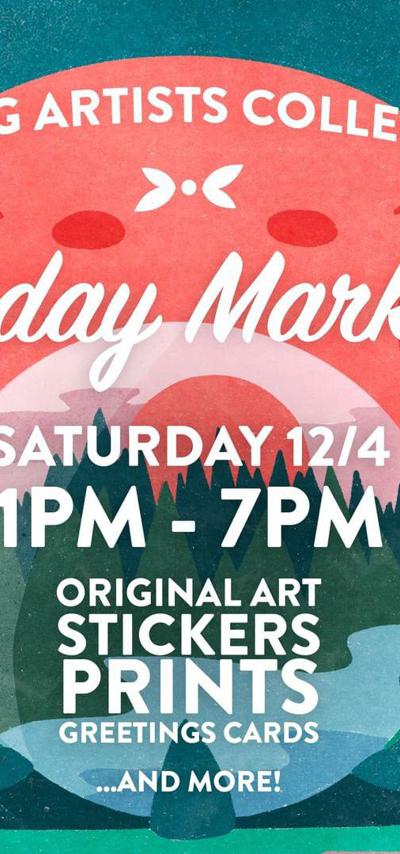 G ARTISTS COLLE
day Mark
SATURDAY 12/4
1PM - 7PM
ORIGINAL ART
STICKERS
PRINTS
GREETINGS CARDS
...AND MORE!